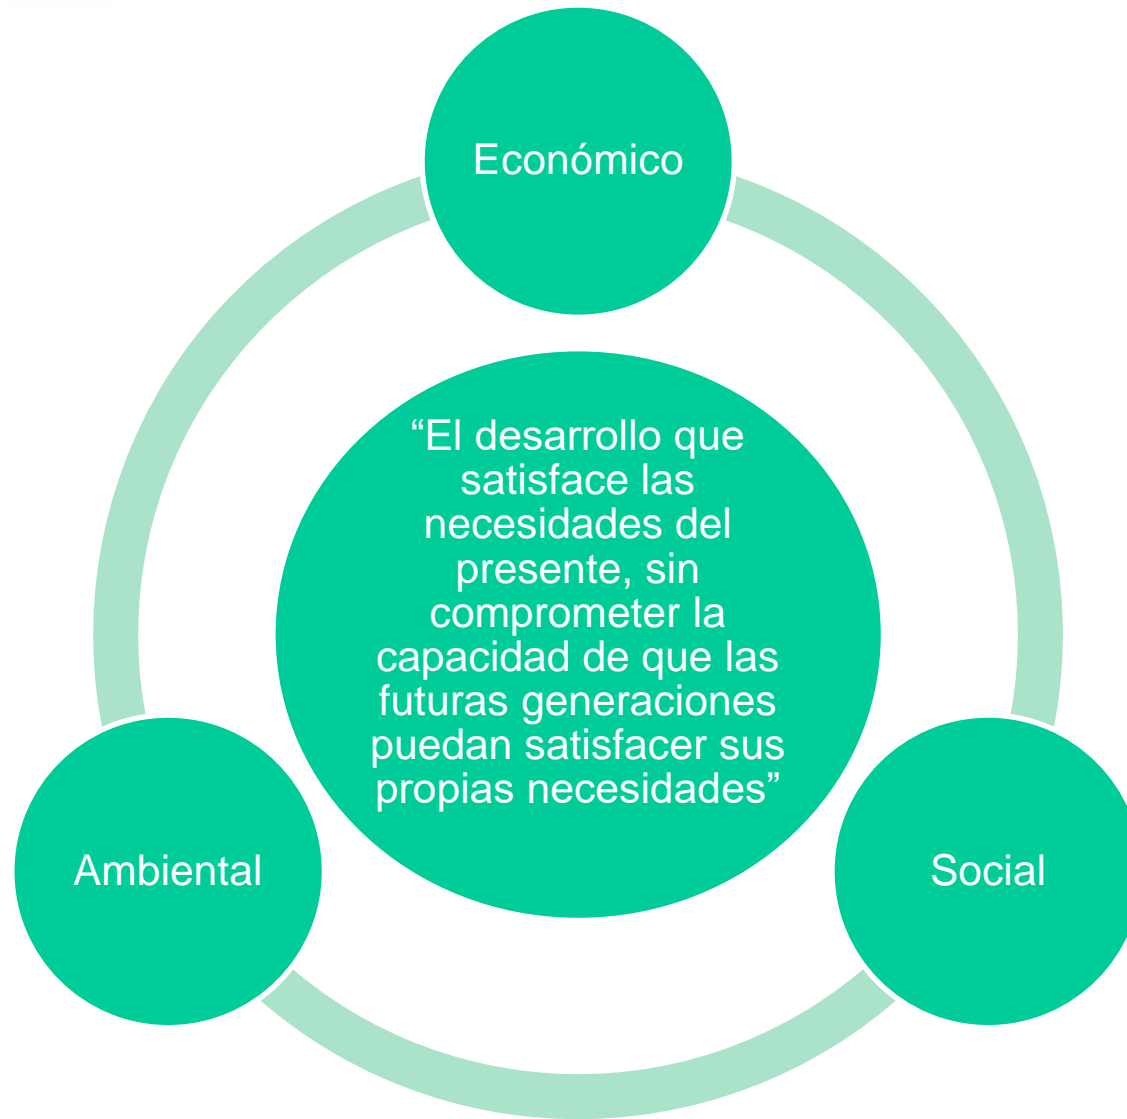 Económico
“El desarrollo que
satisface las
necesidades del
presente, sin
comprometer la
capacidad de que las
futuras generaciones
puedan satisfacer sus
propias necesidades”
Ambiental
Social